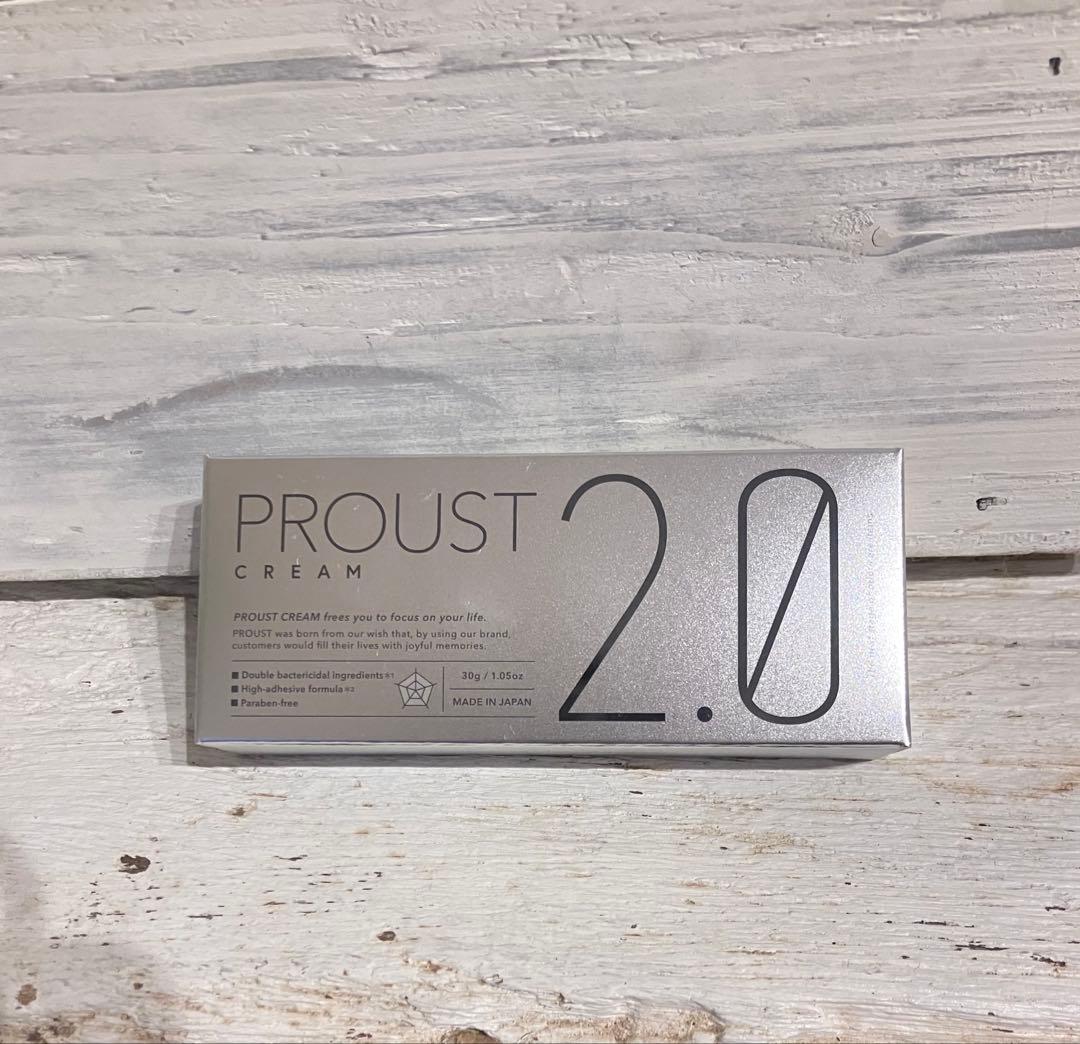 PROUST
CREAM
2.0
PROUST CREAM frees you to focus on your life.
PROUST was born from our wish that, by using our brand,
customers would fill their lives with joyful memories.
■ Double bactericidal ingredients※1
■ High-adhesive formula※2
■ Paraben-free
30g / 1.05oz
MADE IN JAPAN